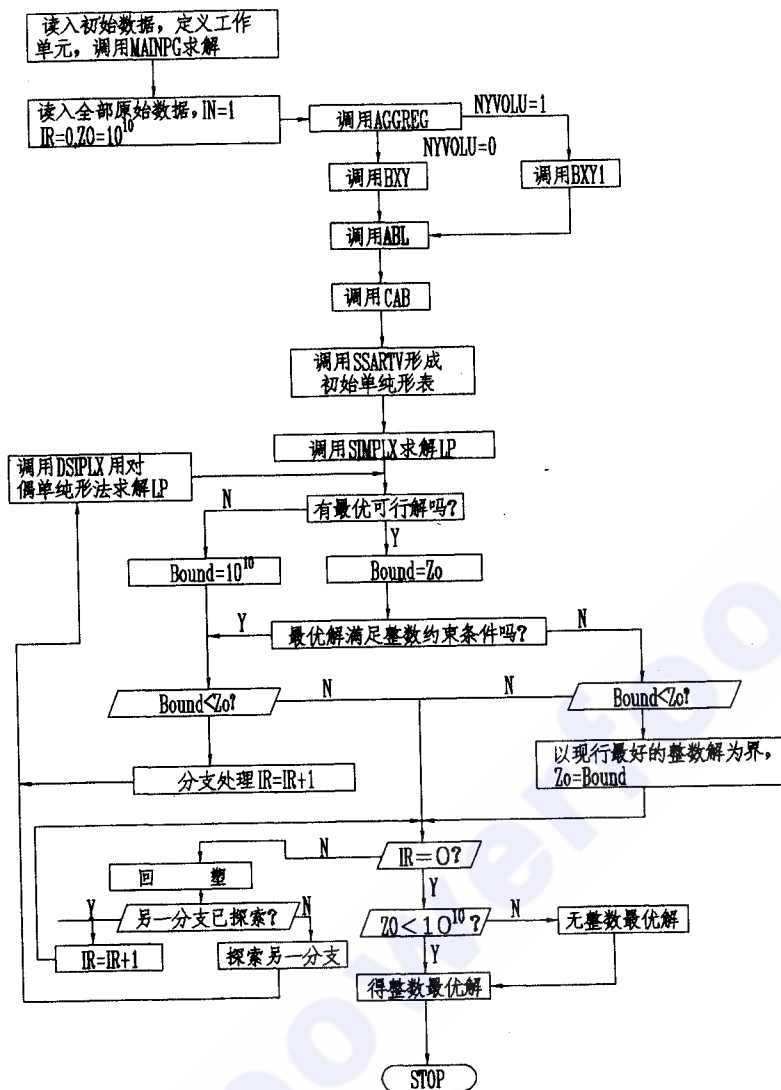 读入初始数据，定义工作
单元，调用MAINPG求解
读入全部原始数据，IN=1
IR=0,ZO=10^10
调用AGGREG
NYVOLU=1
NYVOLU=0
调用BXY
调用BXY1
调用ABL
调用CAB
调用SSARTV形成
初始单纯形表
调用SIMPLX求解LP
调用DSIPLX用对
偶单纯形法求解LP
有最优可行解吗？
N
Y
Bound=10^10
Bound=Zo
最优解满足整数约束条件吗？
Y
N
Bound<Zo?
N
N
Bound<Zo?
分支处理IR=IR+1
以现行最好的整数解为界，
Zo=Bound
IR=0?
N
Y
回 塑
另一分支已探索？
Y
N
ZO<10^10?
N
无整数最优解
IR=IR+1
探索另一分支
Y
得整数最优解
STOP